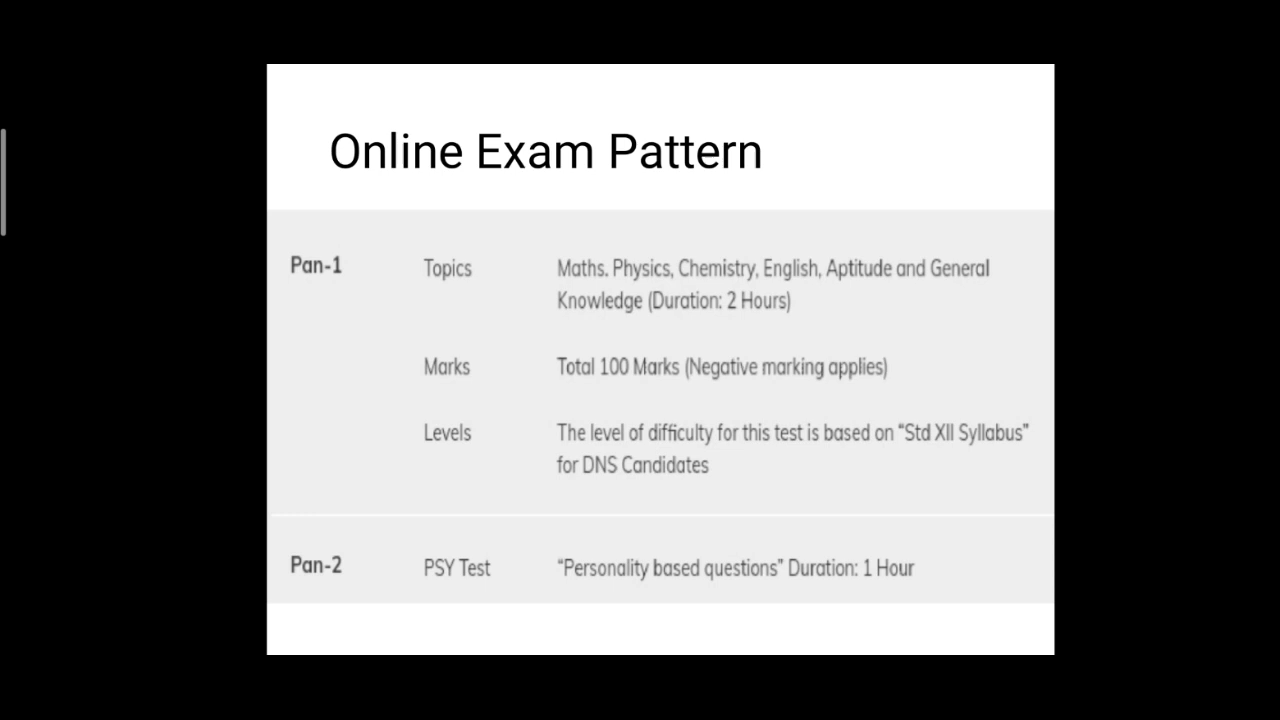 Online Exam Pattern
Pan-1
Topics
Maths. Physics, Chemistry, English, Aptitude and General
Knowledge (Duration: 2 Hours)
Marks
Total 100 Marks (Negative marking applies)
Levels
The level of difficulty for this test is based on “Std XII Syllabus”
for DNS Candidates
Pan-2
PSY Test
“Personality based questions” Duration: 1 Hour